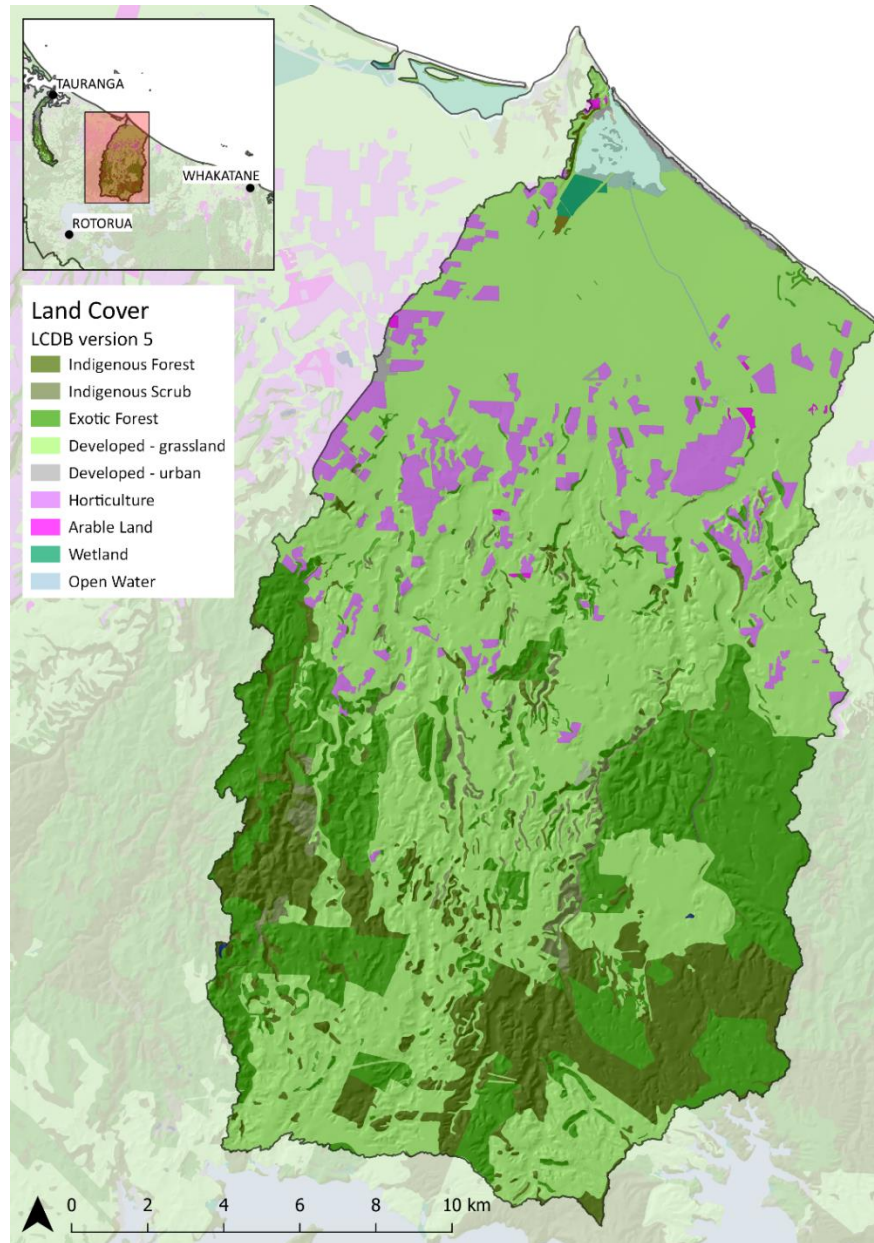 TAURANGA
WHAKATANE
ROTORUA
Land Cover
LCDB version 5
Indigenous Forest
Indigenous Scrub
Exotic Forest
Developed - grassland
Developed - urban
Horticulture
Arable Land
Wetland
Open Water
0 2 4 6 8 10 km